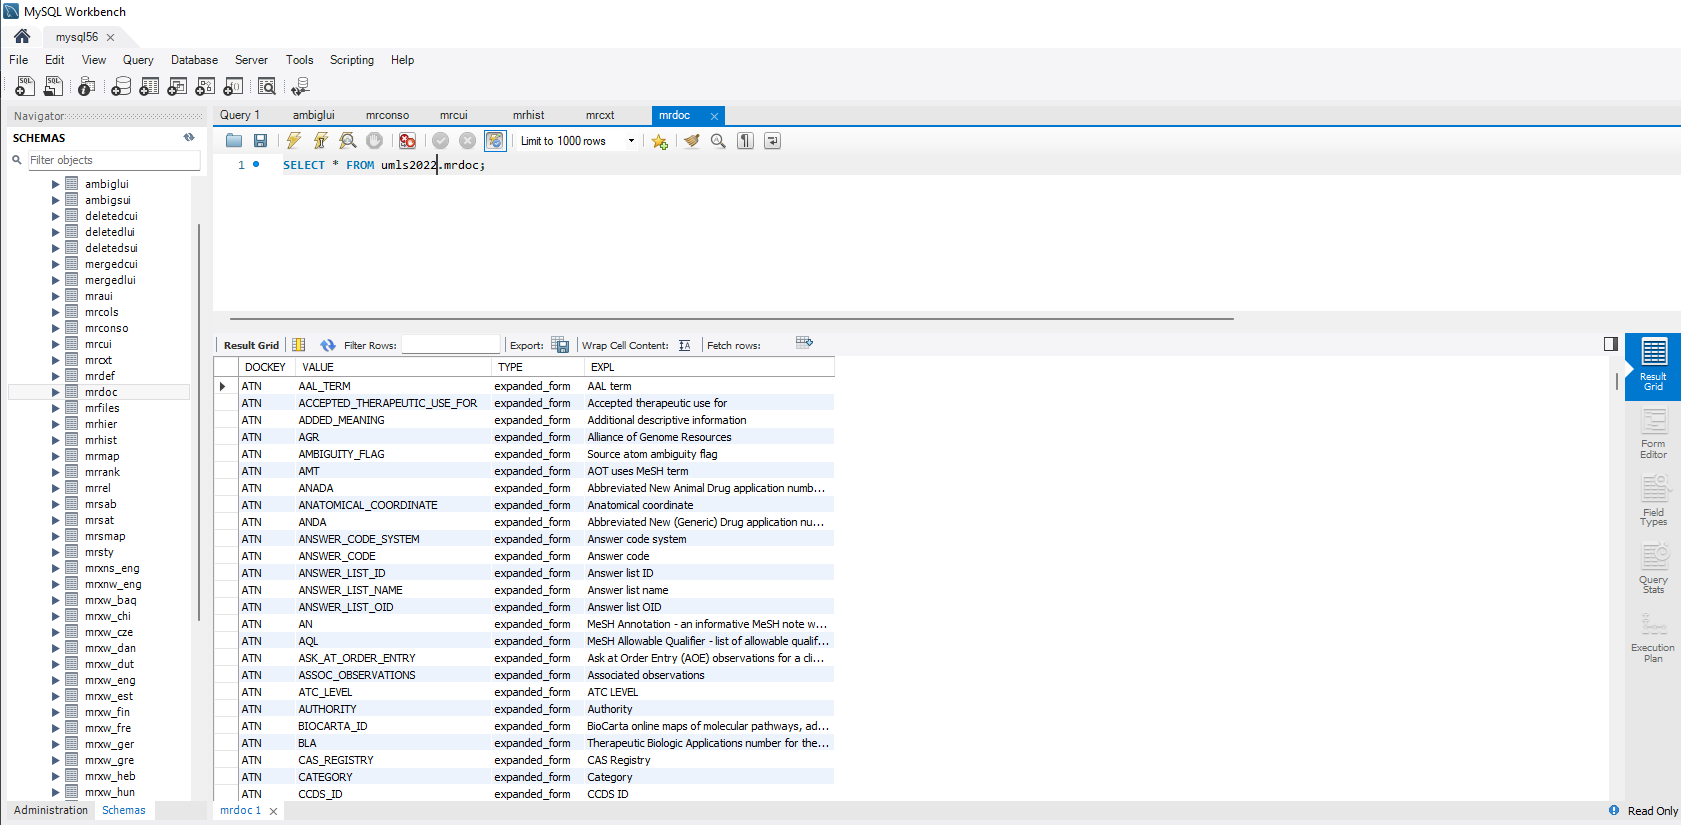 MySQL Workbench
mysql56
File Edit View Query Database Server Tools Scripting Help
Navigator
SCHEMAS
Filter objects
ambiglui
ambigsui
deletedcui
deletedlui
deletedsui
mergedcui
mergedlui
mraui
mrcols
mrconso
mrcui
mrcxt
mrdef
mrdoc
mrfiles
mrhier
mrhist
mrmap
mrrank
mrrel
mrsab
mrsat
mrsmap
mrsty
mrxns_eng
mrxnw_eng
mrxw_baq
mrxw_chi
mrxw_cze
mrxw_dan
mrxw_dut
mrxw_eng
mrxw_est
mrxw_fin
mrxw_fre
mrxw_ger
mrxw_gre
mrxw_heb
mrxw_hun
Administration Schemas
Query 1 ambiglui mrconso mrcui mrhist mrcxt mrdoc
Limit to 1000 rows
1 SELECT * FROM umls2022.mrdoc;
Result Grid Filter Rows: Export: Wrap Cell Content: Fetch rows:
DOCKEY VALUE TYPE EXPL
ATN AAL_TERM expanded_form AAL term
ATN ACCEPTED_THERAPEUTIC_USE_FOR expanded_form Accepted therapeutic use for
ATN ADDED_MEANING expanded_form Additional descriptive information
ATN AGR expanded_form Alliance of Genome Resources
ATN AMBIGUITY_FLAG expanded_form Source atom ambiguity flag
ATN AMT expanded_form AOT uses MeSH term
ATN ANADA expanded_form Abbreviated New Animal Drug application numb...
ATN ANATOMICAL_COORDINATE expanded_form Anatomical coordinate
ATN ANDA expanded_form Abbreviated New (Generic) Drug application nu...
ATN ANSWER_CODE_SYSTEM expanded_form Answer code system
ATN ANSWER_CODE expanded_form Answer code
ATN ANSWER_LIST_ID expanded_form Answer list ID
ATN ANSWER_LIST_NAME expanded_form Answer list name
ATN ANSWER_LIST_OID expanded_form Answer list OID
ATN AN expanded_form MeSH Annotation - an informative MeSH note w...
ATN AQL expanded_form MeSH Allowable Qualifier - list of allowable qualif...
ATN ASK_AT_ORDER_ENTRY expanded_form Ask at Order Entry (AOE) observations for a cli...
ATN ASSOC_OBSERVATIONS expanded_form Associated observations
ATN ATC_LEVEL expanded_form ATC LEVEL
ATN AUTHORITY expanded_form Authority
ATN BIOCARTA_ID expanded_form BioCarta online maps of molecular pathways, ad...
ATN BLA expanded_form Therapeutic Biologic Applications number for the...
ATN CAS_REGISTRY expanded_form CAS Registry
ATN CATEGORY expanded_form Category
ATN CCDS_ID expanded_form CCDS ID
mrdoc 1
Result
Grid
Form
Editor
Field
Types
Query
Stats
Execution
Plan
Read Only